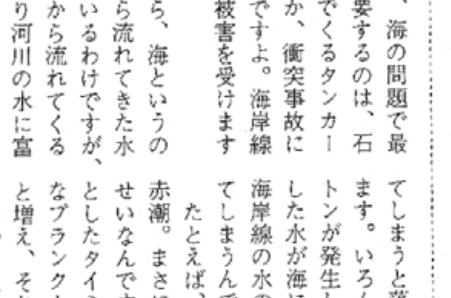 、海の問題で最
要するのは、石
でくるタンカー
か、衝突事故に
ですよ。海岸線
被害を受けます
ら、海というの
ら流れてきた水
いるわけですが、
から流れてくる
り河川の水に富
てしまうと
ます。いろん
トンが発生し
した水が海に
海岸線の水の
てしまうんで
たとえば、
赤潮。まさに
せいなんです
としたタイ
なプランクト
と増え、それ